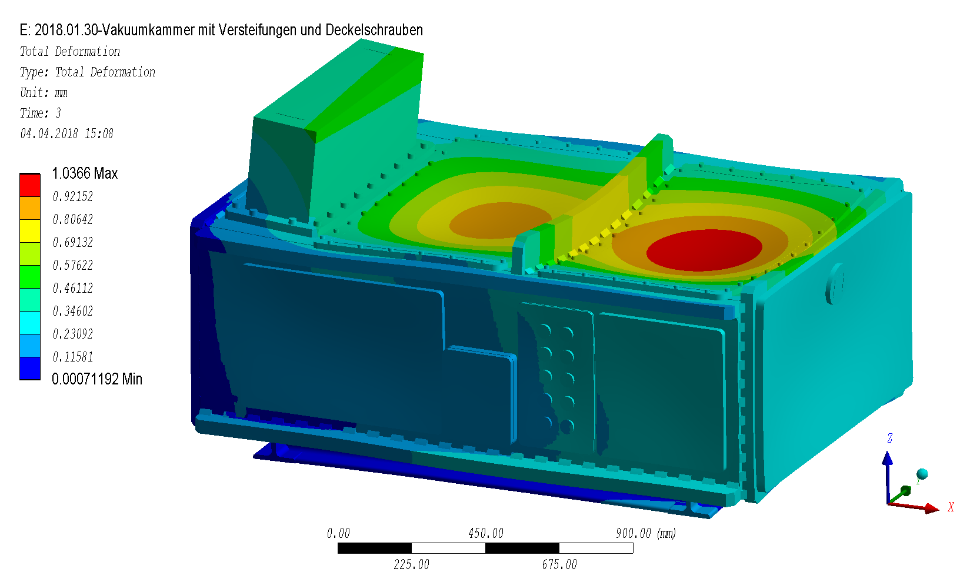 E: 2018.01.30-Vakuumkammer mit Versteifungen und Deckelschrauben
Total Deformation
Type: Total Deformation
Unit: mm
Time: 3
04.04.2018 15:08
1.0366 Max
0.92152
0.80642
0.69132
0.57622
0.46112
0.34602
0.23092
0.11581
0.00071192 Min
Z
X
0.00 450.00 900.00 (mm)
225.00 675.00